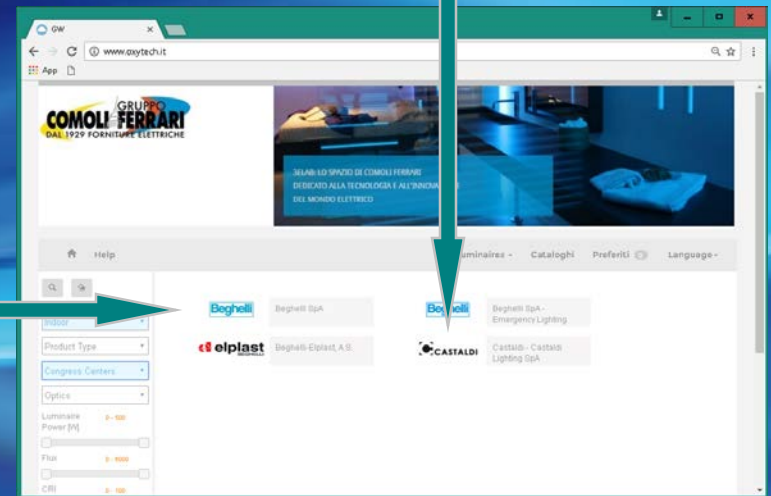 GW
www.oxytech.it
App
GRUPPO
COMOLI FERRARI
DAL 1929 FORNITURE ELETTRICHE
3ELAB: LO SPAZIO DI COMOLI FERRARI
DEDICATO ALLA TECNOLOGIA E ALL'INNOVA
DEL MONDO ELETTRICO
Help
uminaires
Cataloghi
Preferiti
Language
Indoor
Product Type
Congress Centers
Optics
Luminaire
Power [W]
Flux
0 - 6000
CRI
0 - 100
Beghelli
Beghelli SpA
Beghelli
Beghelli SpA -
Emergency Lighting
elplast
Beghelli-Elplast, A.S.
CASTALDI
Castaldi - Castaldi
Lighting SpA